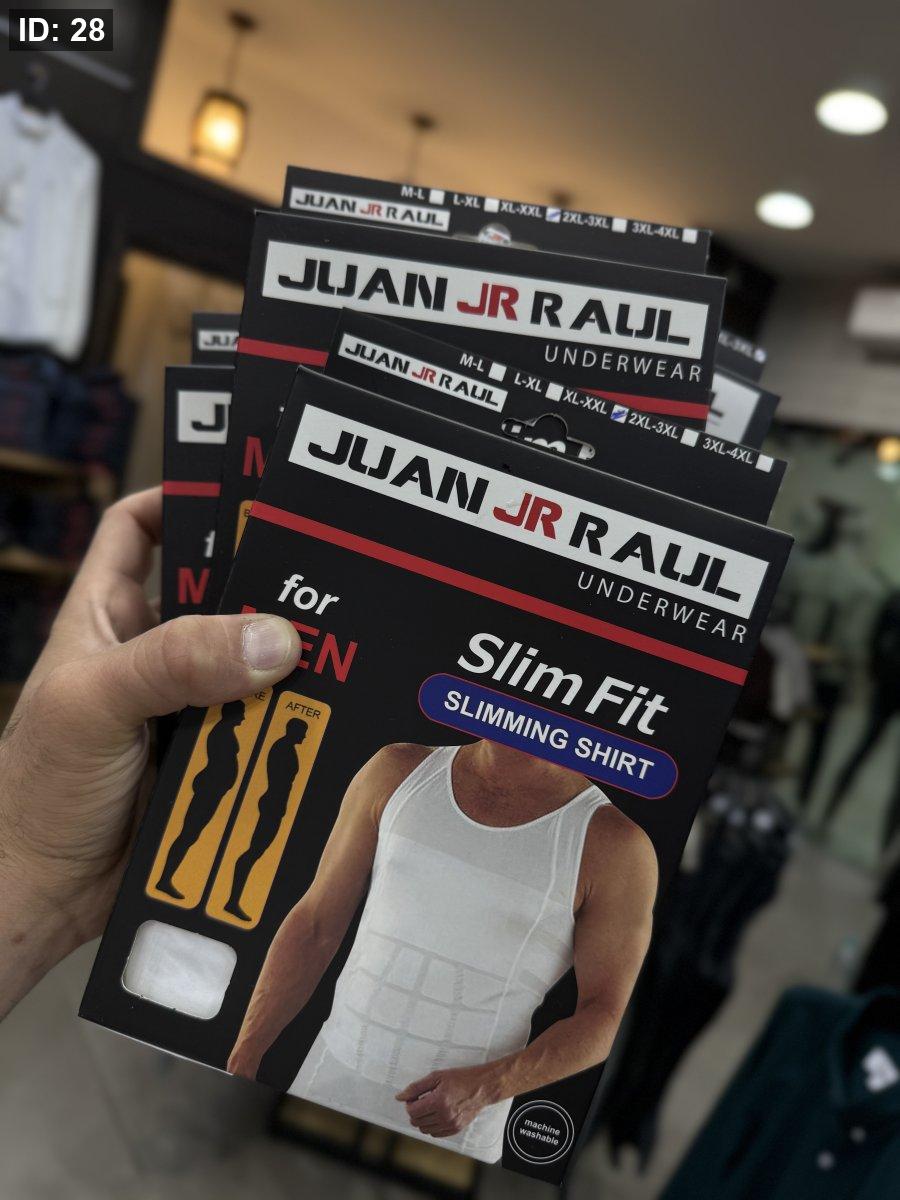 ID: 28
M-L L-XL XL-XXL 2XL-3XL 3XL-4XL
JUAN JR RAUL
JUAN JR RAUL
UNDERWEAR
M-L L-XL XL-XXL 2XL-3XL 3XL-4XL
JUAN JR RAUL
JUAN JR RAUL
UNDERWEAR
for
MEN
Slim Fit
SLIMMING SHIRT
AFTER
machine
washable